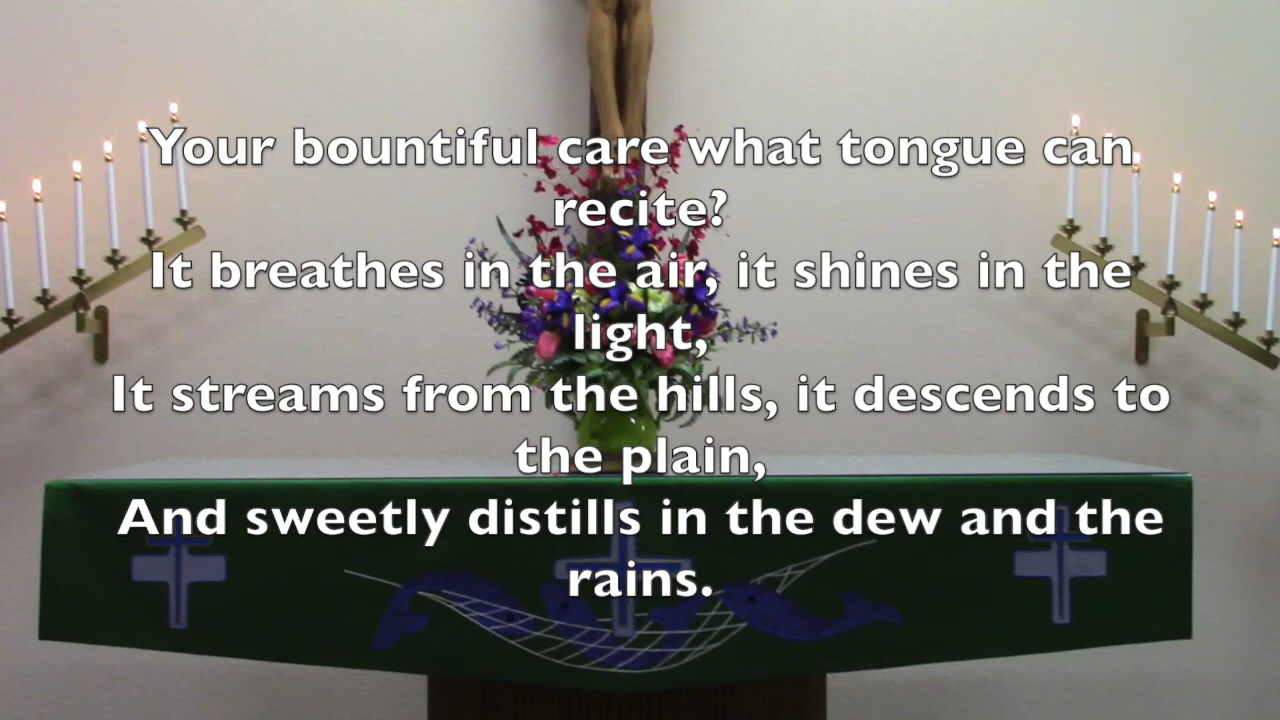 Your bountiful care what tongue can
recite?
It breathes in the air, it shines in the
light,
It streams from the hills, it descends to
the plain,
And sweetly distills in the dew and the
rains.